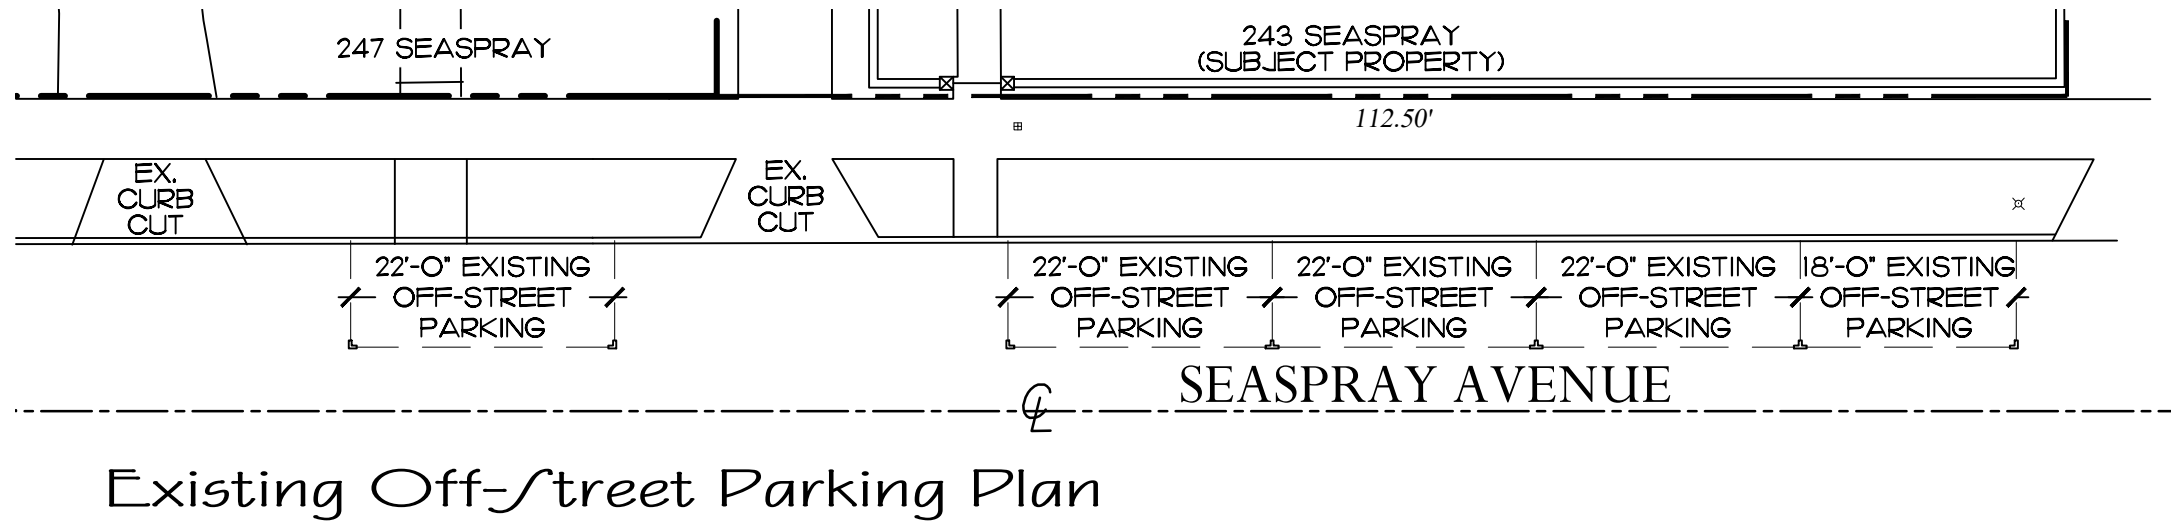 247 SEASPRAY
243 SEASPRAY
(SUBJECT PROPERTY)
112.50'
EX.
CURB
CUT
EX.
CURB
CUT
22'-0" EXISTING
OFF-STREET
PARKING
22'-0" EXISTING
OFF-STREET
PARKING
22'-0" EXISTING
OFF-STREET
PARKING
22'-0" EXISTING
OFF-STREET
PARKING
18'-0" EXISTING
OFF-STREET
PARKING
SEASPRAY AVENUE
℄
Existing Off-Street Parking Plan